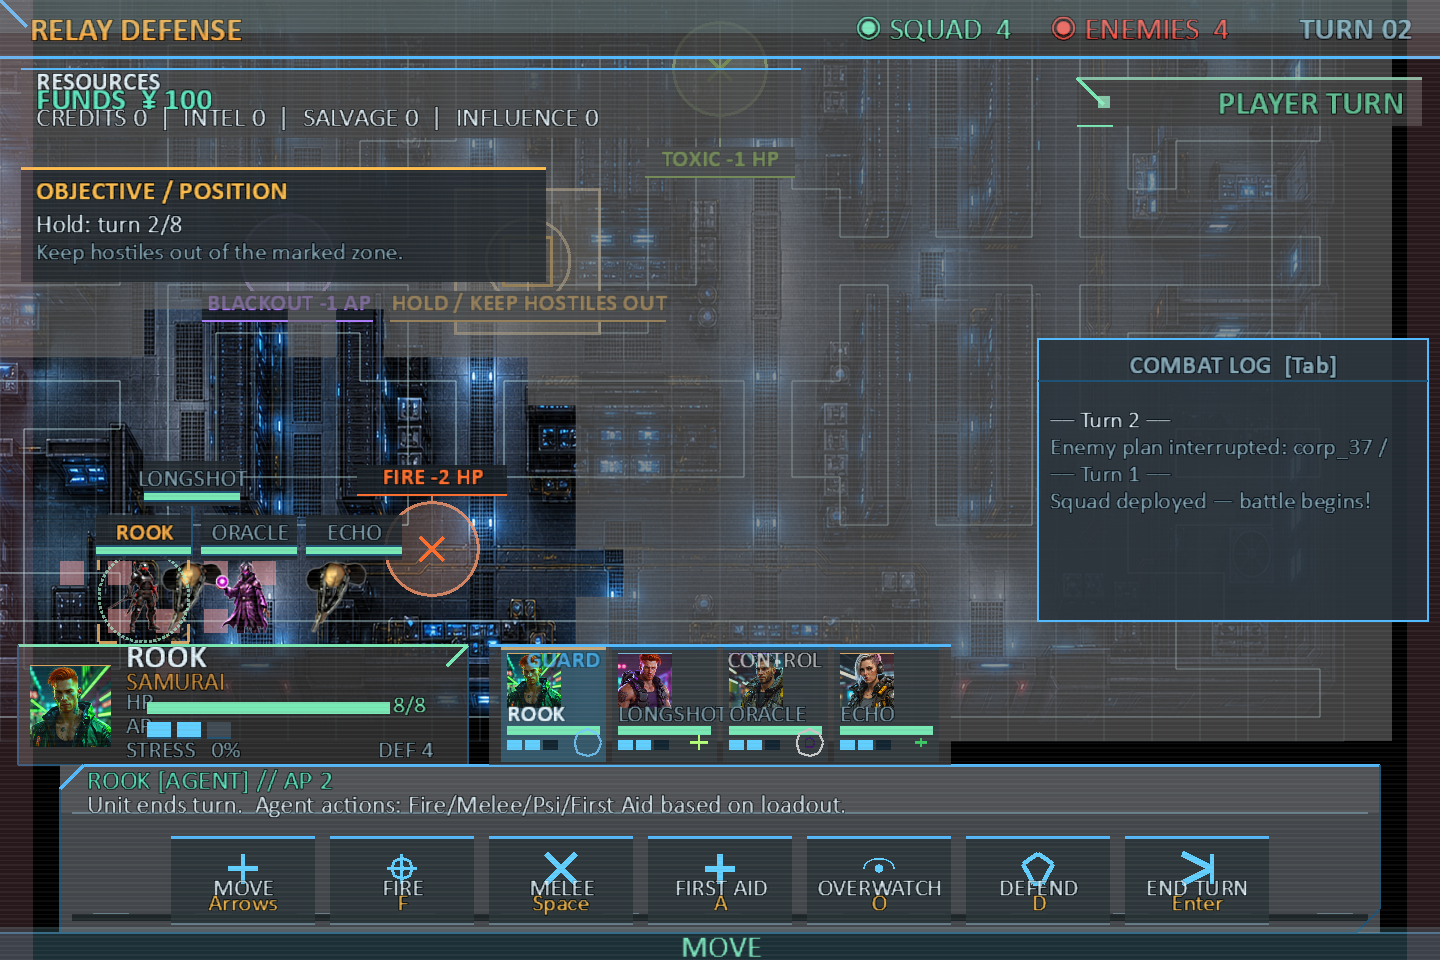 RELAY DEFENSE
SQUAD 4
ENEMIES 4
TURN 02
RESOURCES
FUNDS ¥ 100
CREDITS 0 | INTEL 0 | SALVAGE 0 | INFLUENCE 0
PLAYER TURN
TOXIC -1 HP
OBJECTIVE / POSITION
Hold: turn 2/8
Keep hostiles out of the marked zone.
BLACKOUT -1 AP
HOLD / KEEP HOSTILES OUT
COMBAT LOG [Tab]
— Turn 2 —
Enemy plan interrupted: corp_37 /
— Turn 1 —
Squad deployed — battle begins!
LONGSHOT
FIRE -2 HP
ROOK
ORACLE
ECHO
ROOK
SAMURAI
HP
8/8
AP
STRESS 0%
DEF 4
GUARD
CONTROL
ROOK
LONGSHOT
ORACLE
ECHO
ROOK [AGENT] // AP 2
Unit ends turn. Agent actions: Fire/Melee/Psi/First Aid based on loadout.
MOVE
Arrows
FIRE
F
MELEE
Space
FIRST AID
A
OVERWATCH
O
DEFEND
D
END TURN
Enter
MOVE